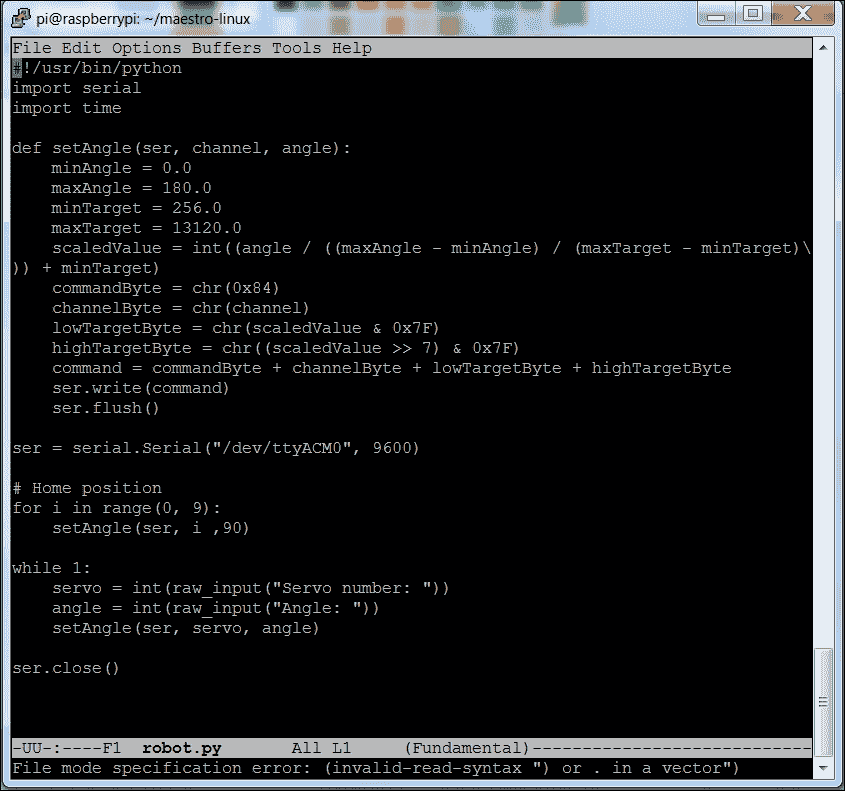 pi@raspberrypi: ~/maestro-linux
File Edit Options Buffers Tools Help
#!/usr/bin/python
import serial
import time

def setAngle(ser, channel, angle):
    minAngle = 0.0
    maxAngle = 180.0
    minTarget = 256.0
    maxTarget = 13120.0
    scaledValue = int((angle / ((maxAngle - minAngle) / (maxTarget - minTarget)\
)) + minTarget)
    commandByte = chr(0x84)
    channelByte = chr(channel)
    lowTargetByte = chr(scaledValue & 0x7F)
    highTargetByte = chr((scaledValue >> 7) & 0x7F)
    command = commandByte + channelByte + lowTargetByte + highTargetByte
    ser.write(command)
    ser.flush()

ser = serial.Serial("/dev/ttyACM0", 9600)

# Home position
for i in range(0, 9):
    setAngle(ser, i ,90)

while 1:
    servo = int(raw_input("Servo number: "))
    angle = int(raw_input("Angle: "))
    setAngle(ser, servo, angle)

ser.close()

-UU-:----F1  robot.py       All L1     (Fundamental)----------------------------
File mode specification error: (invalid-read-syntax ") or . in a vector")